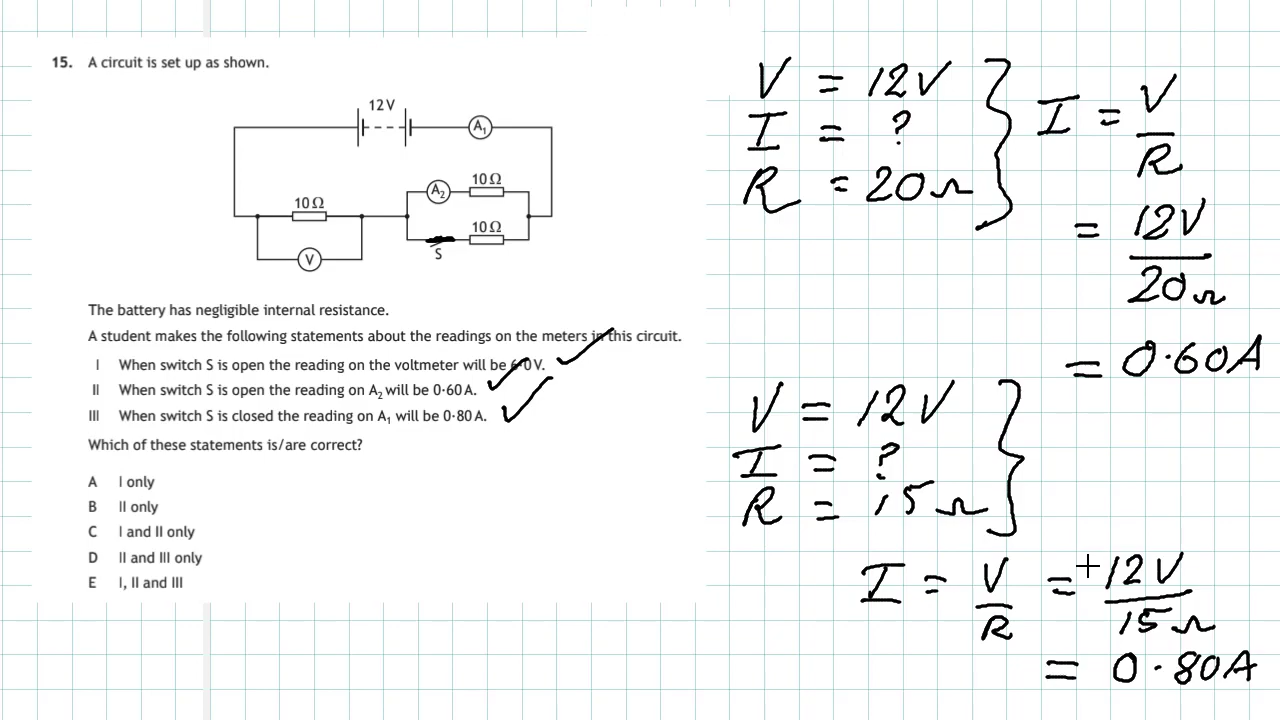 15. A circuit is set up as shown.
12 V
A1
A2
10 Ω
10 Ω
10 Ω
S
V
The battery has negligible internal resistance.
A student makes the following statements about the readings on the meters in this circuit.
I When switch S is open the reading on the voltmeter will be 6·0 V.
II When switch S is open the reading on A2 will be 0·60 A.
III When switch S is closed the reading on A1 will be 0·80 A.
Which of these statements is/are correct?
A I only
B II only
C I and II only
D II and III only
E I, II and III
V = 12V
I = ?
R = 20Ω
I = V/R
= 12V/20Ω
= 0·60A
V = 12V
I = ?
R = 15Ω
I = V/R = 12V/15Ω
= 0·80A